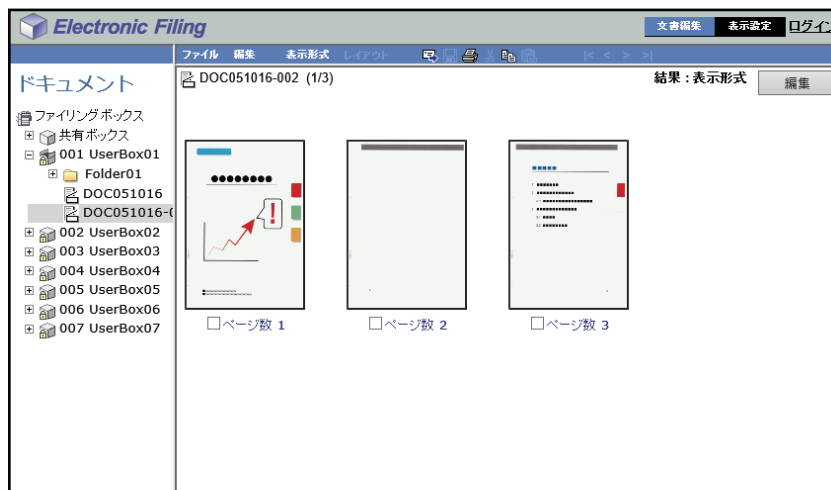 Electronic Filing
文書編集 表示設定 ログイン
ファイル 編集 表示形式 レイアウト |< < > >|
ドキュメント
DOC051016-002 (1/3)
結果 : 表示形式 編集
ファイリングボックス
共有ボックス
001 UserBox01
Folder01
DOC051016
DOC051016-0
002 UserBox02
003 UserBox03
004 UserBox04
005 UserBox05
006 UserBox06
007 UserBox07
!
ページ数 1 ページ数 2 ページ数 3